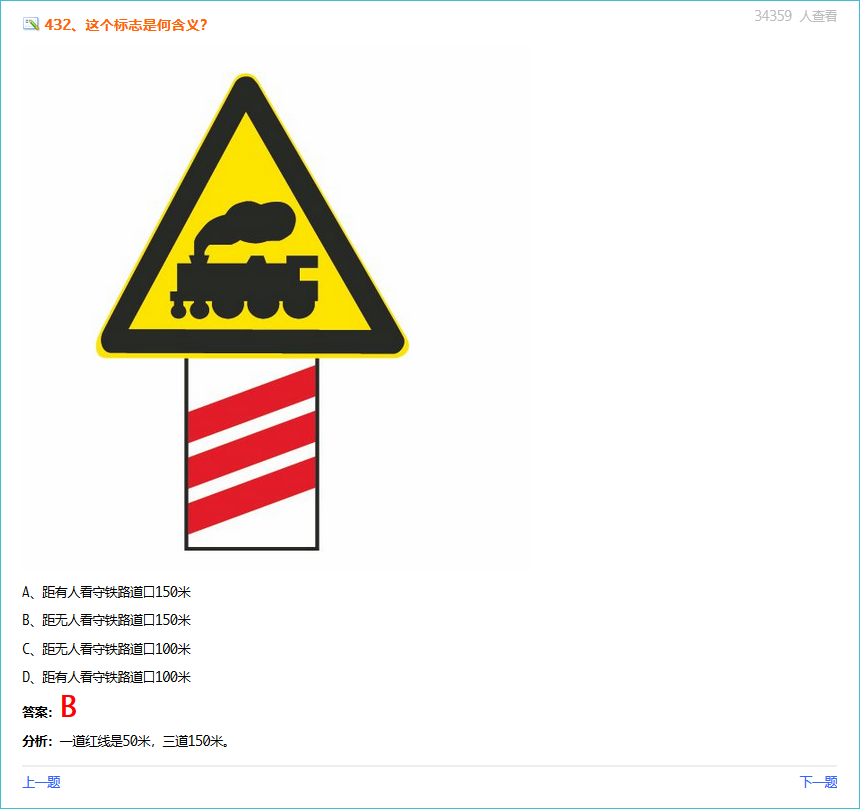 432、这个标志是何含义?
34359 人查看
A、距有人看守铁路道口150米
B、距无人看守铁路道口150米
C、距无人看守铁路道口100米
D、距有人看守铁路道口100米
答案: B
分析: 一道红线是50米，三道150米。
上一题 下一题